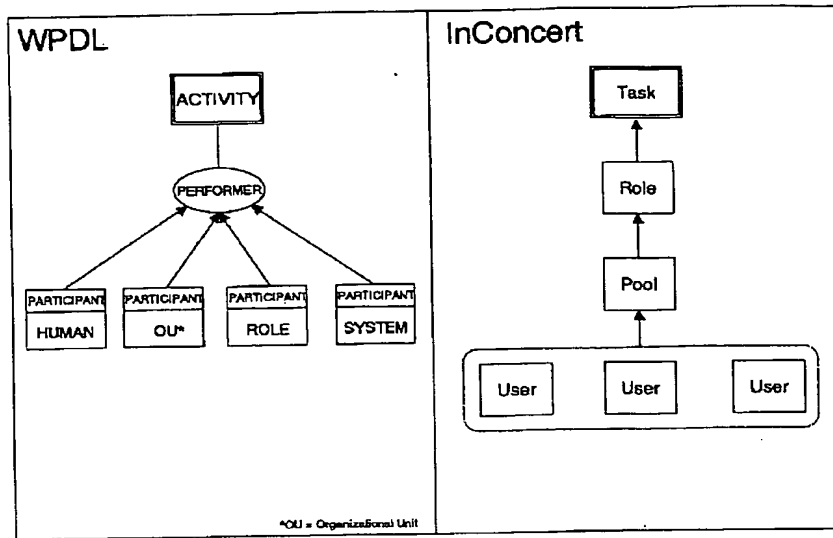 WPDL
ACTIVITY
PERFORMER
PARTICIPANT
HUMAN
PARTICIPANT
OU*
PARTICIPANT
ROLE
PARTICIPANT
SYSTEM
*OU = Organizational Unit
InConcert
Task
Role
Pool
User
User
User